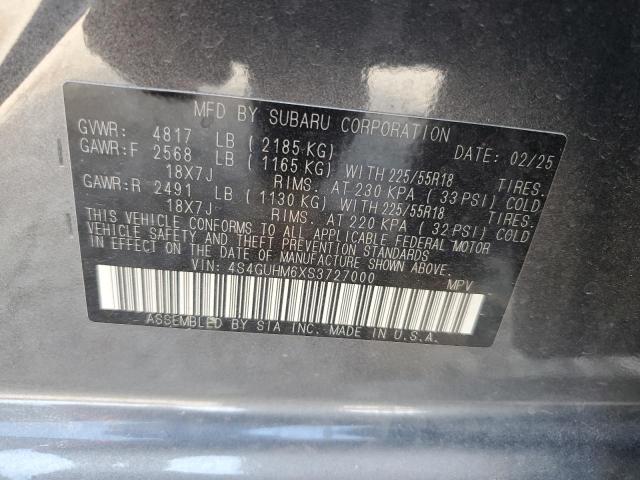 MFD BY SUBARU CORPORATION DATE: 02/25
GVWR: 4817 LB (2185 KG)
GAWR:F 2568 LB (1165 KG) WITH 225/55R18 TIRES.
18X7J RIMS. AT 230 KPA (33 PSI) COLD
GAWR:R 2491 LB (1130 KG) WITH 225/55R18 TIRES.
18X7J RIMS. AT 220 KPA (32 PSI) COLD
THIS VEHICLE CONFORMS TO ALL APPLICABLE FEDERAL MOTOR
VEHICLE SAFETY AND THEFT PREVENTION STANDARDS
IN EFFECT ON THE DATE OF MANUFACTURE SHOWN ABOVE.
VIN: 4S4GUHM6XS3727000 MPV
ASSEMBLED BY SIA INC. MADE IN U.S.A.